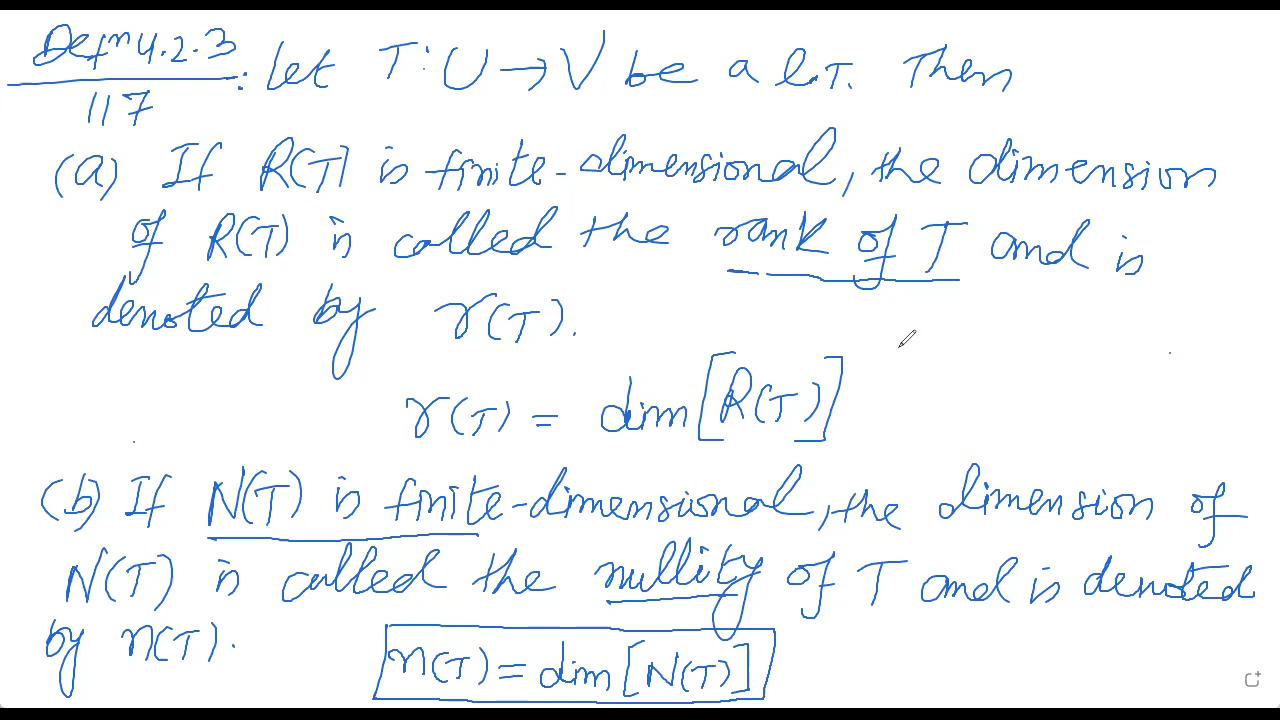 Defn 4.2.3
117 : Let T: U → V be a l.T. Then
(a) If R(T) is finite-dimensional, the dimension
of R(T) is called the rank of T and is
denoted by r(T).
r(T) = dim[R(T)]
(b) If N(T) is finite-dimensional, the dimension of
N(T) is called the nullity of T and is denoted
by n(T).
n(T) = dim[N(T)]